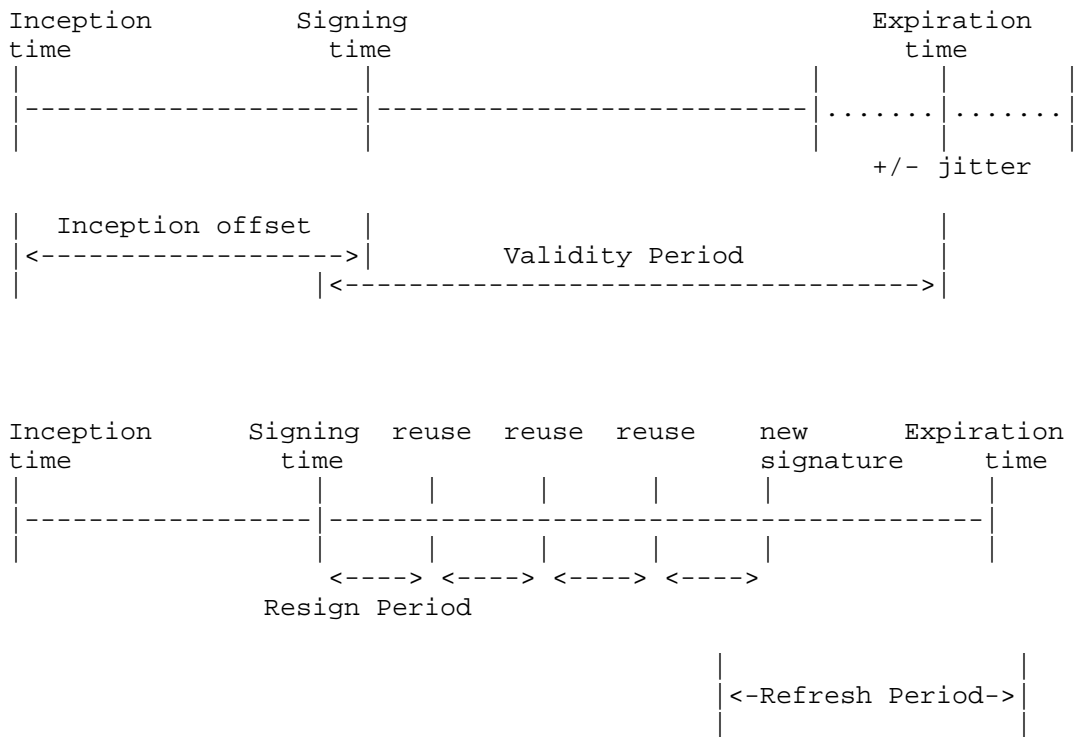 Inception Signing Expiration
time time time
+/- jitter
Inception offset
Validity Period
Inception Signing reuse reuse reuse new Expiration
time time signature time
Resign Period
<-Refresh Period->